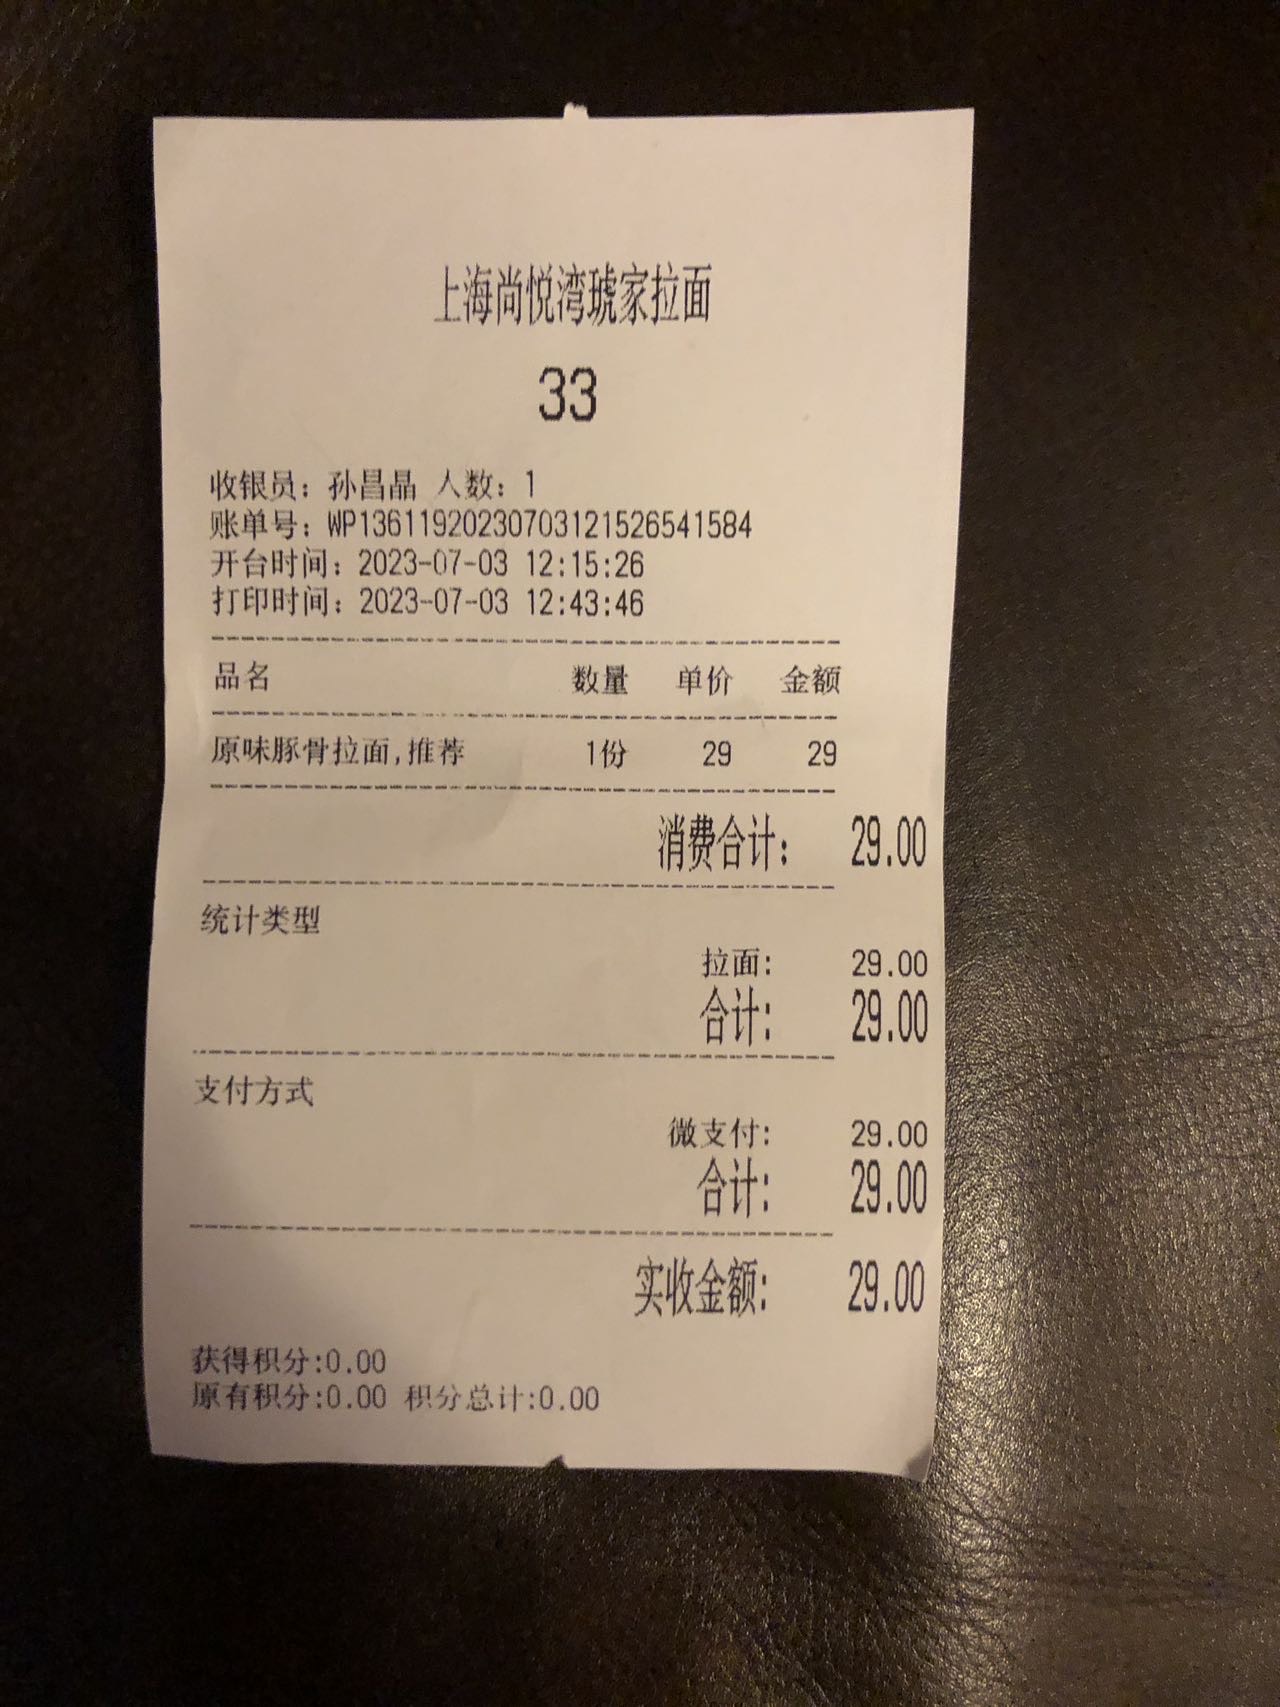 上海尚悦湾琥家拉面
33
收银员：孙昌晶 人数：1
账单号：WP13611920230703121526541584
开台时间：2023-07-03 12:15:26
打印时间：2023-07-03 12:43:46
品名 数量 单价 金额
原味豚骨拉面,推荐 1份 29 29
消费合计： 29.00
统计类型
拉面: 29.00
合计: 29.00
支付方式
微支付: 29.00
合计: 29.00
实收金额: 29.00
获得积分:0.00
原有积分:0.00 积分总计:0.00